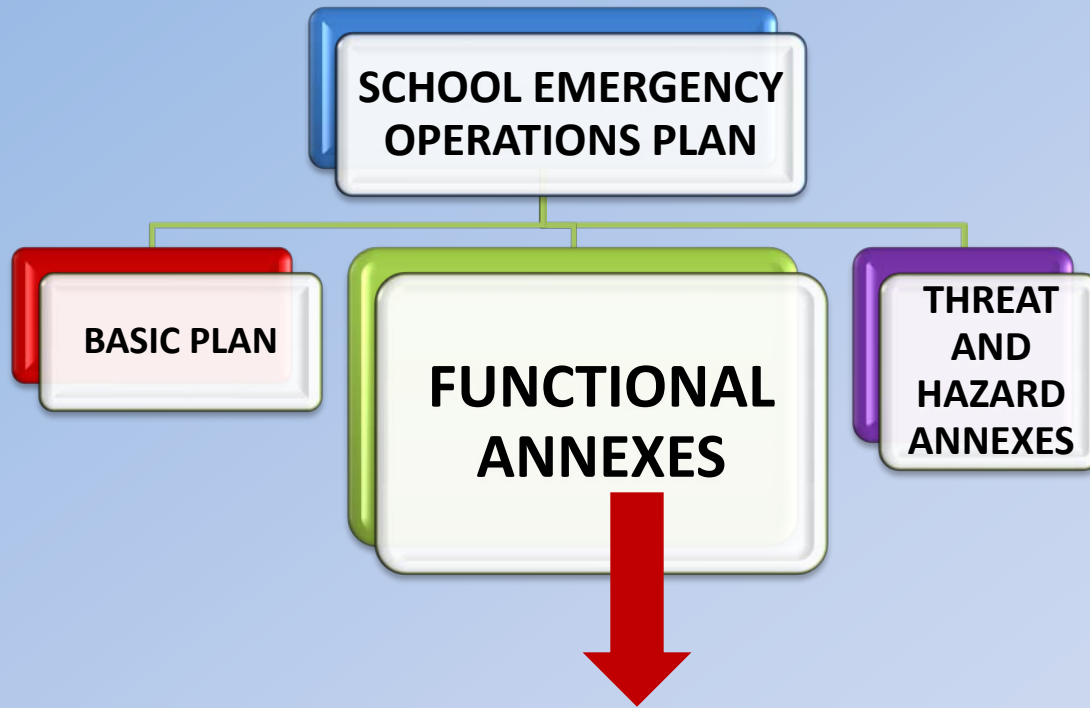 SCHOOL EMERGENCY
OPERATIONS PLAN
BASIC PLAN
FUNCTIONAL
ANNEXES
THREAT
AND
HAZARD
ANNEXES